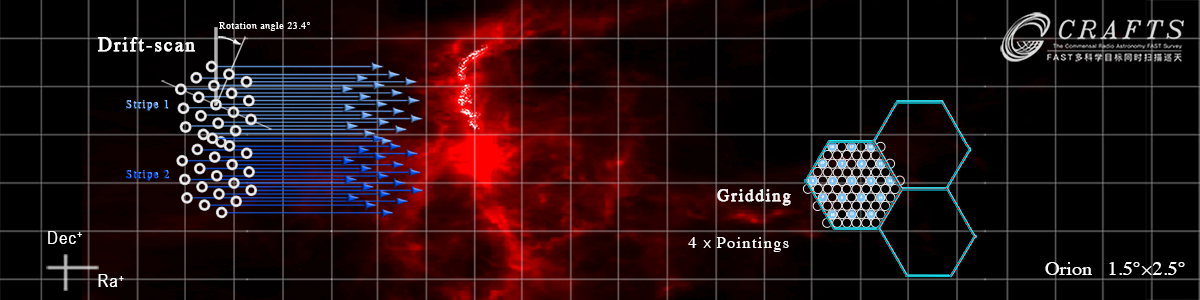 Rotation angle 23.4°
Drift-scan
Stripe 1
Stripe 2
Dec⁺
Ra⁺
CRAFTS
The Commensal Radio Astronomy FAST Survey
FAST多科学目标同时扫描巡天
Gridding
4 x Pointings
Orion 1.5°×2.5°